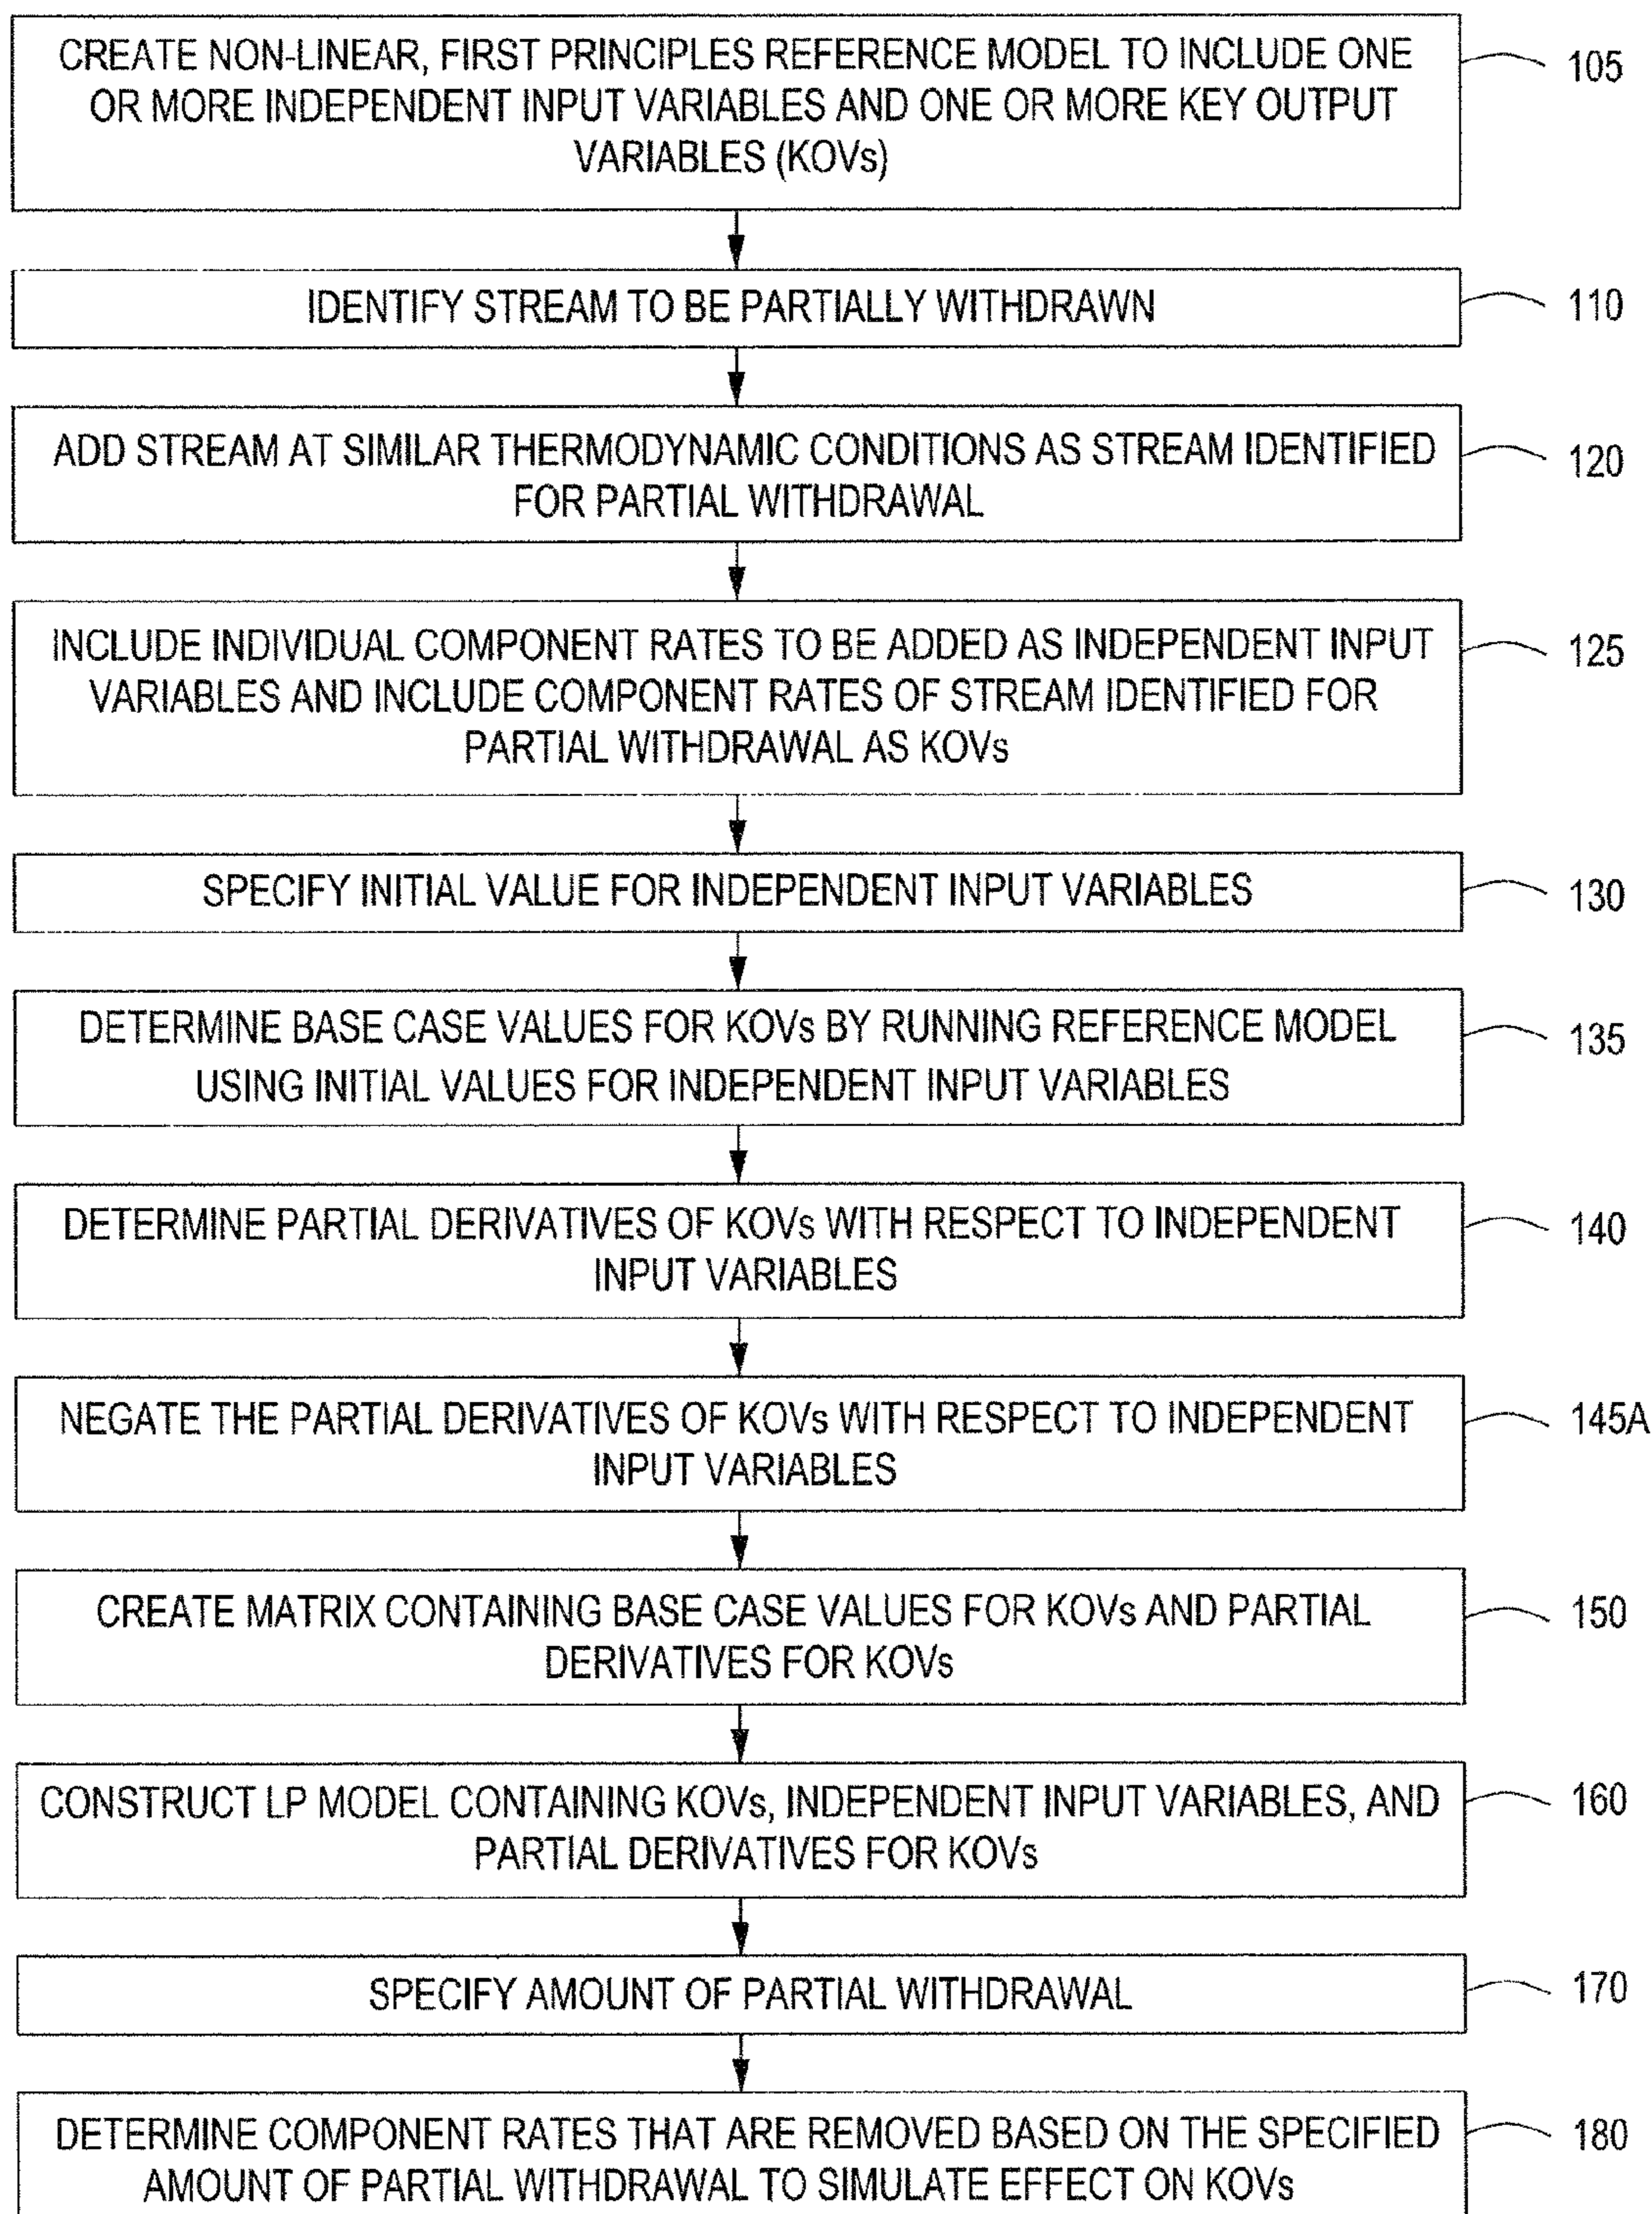 CREATE NON-LINEAR, FIRST PRINCIPLES REFERENCE MODEL TO INCLUDE ONE
OR MORE INDEPENDENT INPUT VARIABLES AND ONE OR MORE KEY OUTPUT
VARIABLES (KOVs)
105
IDENTIFY STREAM TO BE PARTIALLY WITHDRAWN
110
ADD STREAM AT SIMILAR THERMODYNAMIC CONDITIONS AS STREAM IDENTIFIED
FOR PARTIAL WITHDRAWAL
120
INCLUDE INDIVIDUAL COMPONENT RATES TO BE ADDED AS INDEPENDENT INPUT
VARIABLES AND INCLUDE COMPONENT RATES OF STREAM IDENTIFIED FOR
PARTIAL WITHDRAWAL AS KOVs
125
SPECIFY INITIAL VALUE FOR INDEPENDENT INPUT VARIABLES
130
DETERMINE BASE CASE VALUES FOR KOVs BY RUNNING REFERENCE MODEL
USING INITIAL VALUES FOR INDEPENDENT INPUT VARIABLES
135
DETERMINE PARTIAL DERIVATIVES OF KOVs WITH RESPECT TO INDEPENDENT
INPUT VARIABLES
140
NEGATE THE PARTIAL DERIVATIVES OF KOVs WITH RESPECT TO INDEPENDENT
INPUT VARIABLES
145A
CREATE MATRIX CONTAINING BASE CASE VALUES FOR KOVs AND PARTIAL
DERIVATIVES FOR KOVs
150
CONSTRUCT LP MODEL CONTAINING KOVs, INDEPENDENT INPUT VARIABLES, AND
PARTIAL DERIVATIVES FOR KOVs
160
SPECIFY AMOUNT OF PARTIAL WITHDRAWAL
170
DETERMINE COMPONENT RATES THAT ARE REMOVED BASED ON THE SPECIFIED
AMOUNT OF PARTIAL WITHDRAWAL TO SIMULATE EFFECT ON KOVs
180